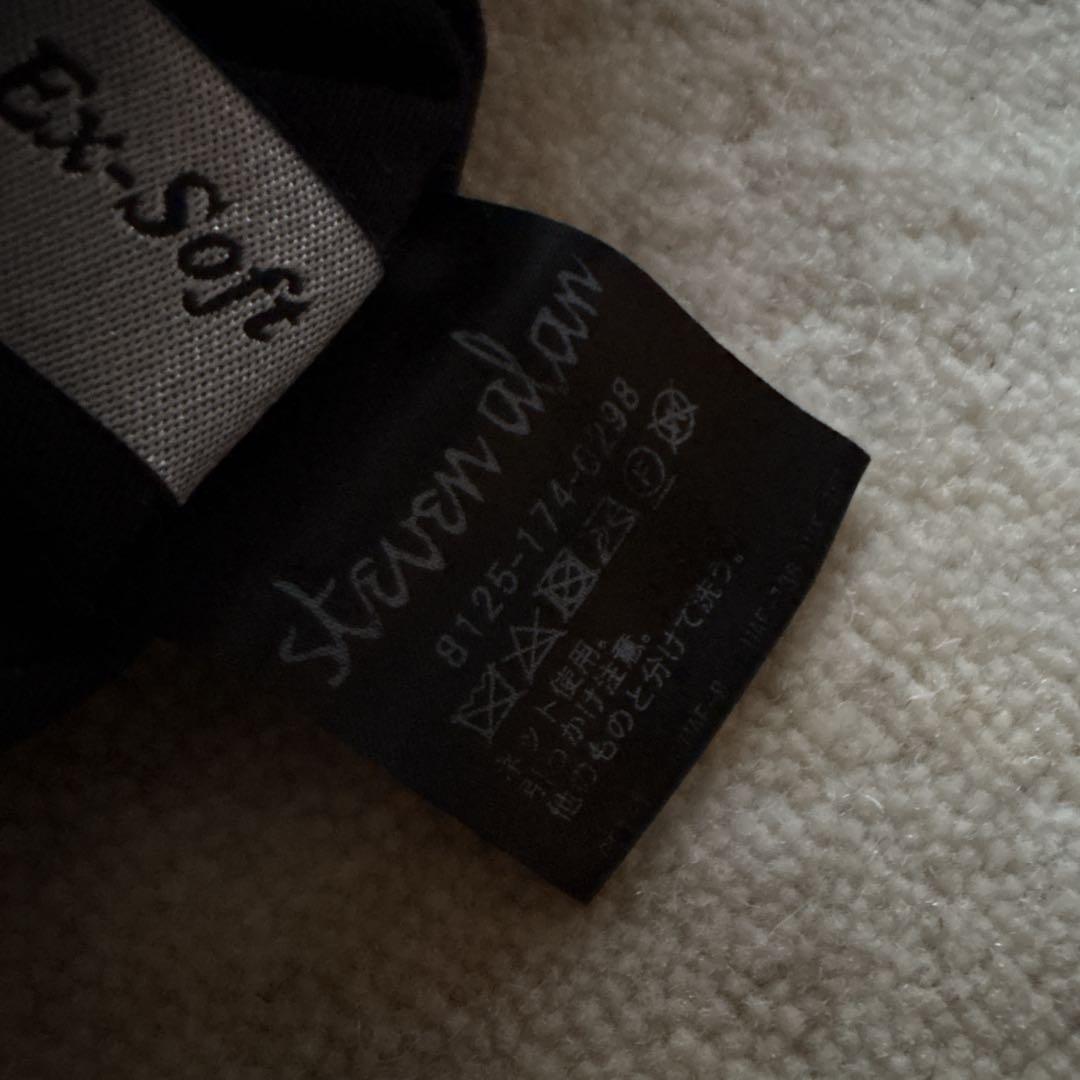 Ex-Soft
steven alan
8125-174-0298
ネット使用。
引っかけ注意。
他のものと分けて洗う。